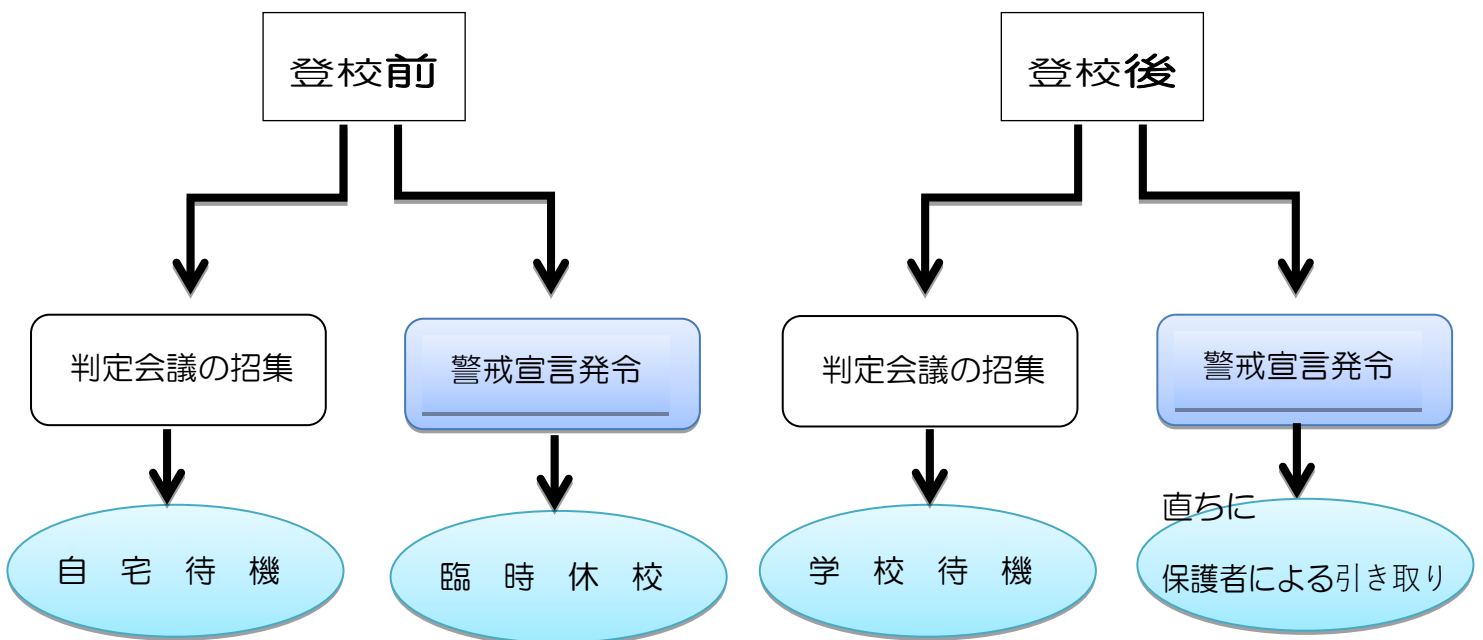 登校前
登校後
判定会議の招集
警戒宣言発令
判定会議の招集
警戒宣言発令
自宅待機
臨時休校
学校待機
直ちに
保護者による引き取り